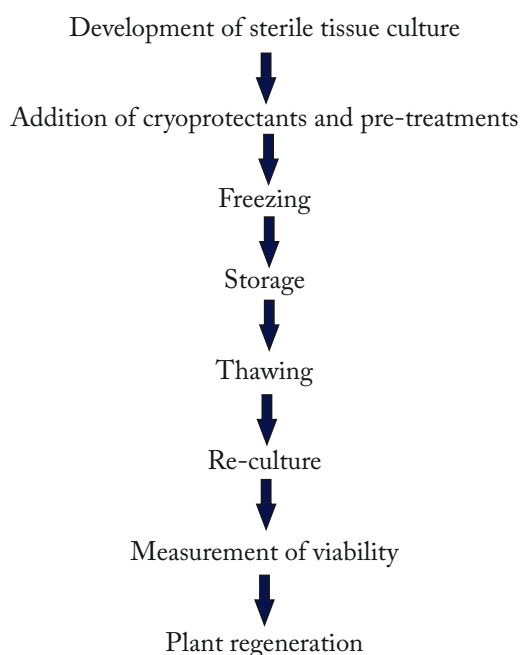 Development of sterile tissue culture
Addition of cryoprotectants and pre-treatments
Freezing
Storage
Thawing
Re-culture
Measurement of viability
Plant regeneration